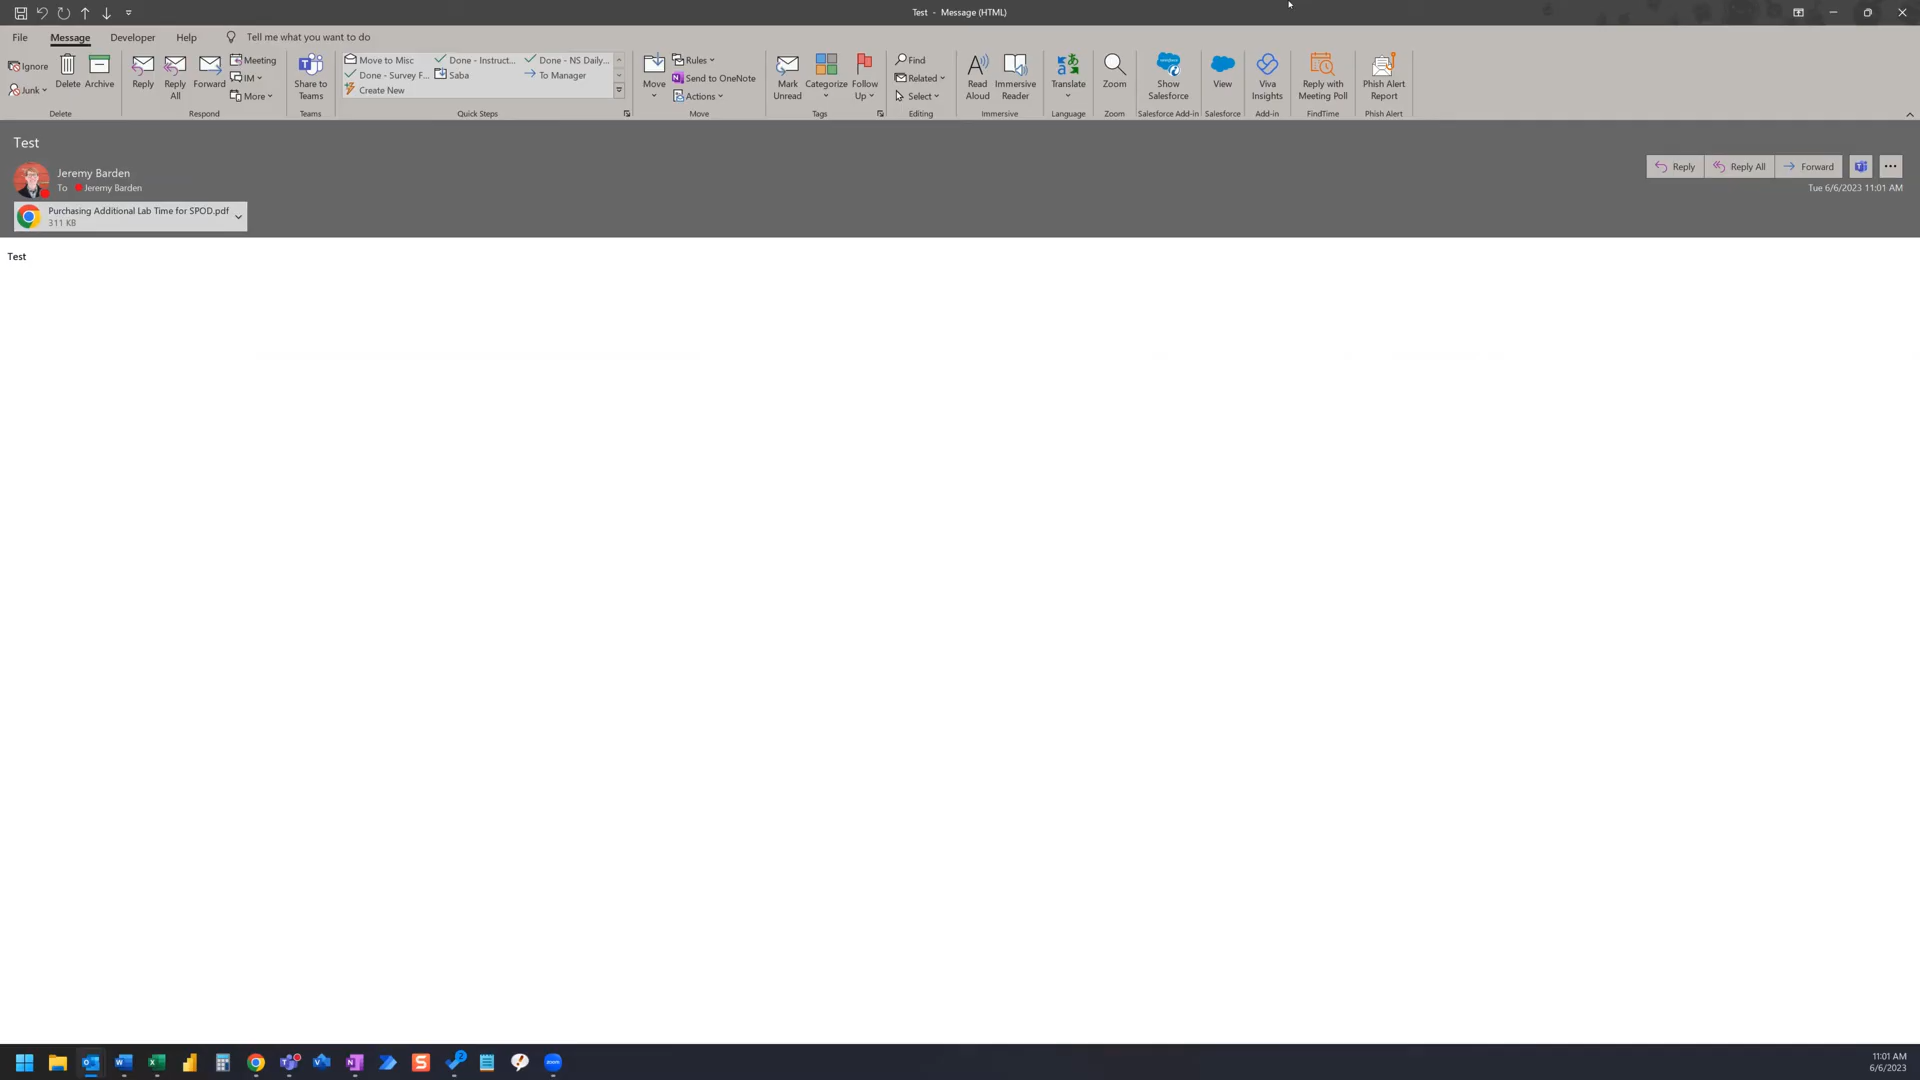 Test - Message (HTML)
File Message Developer Help Tell me what you want to do
Ignore
Junk
Delete
Archive
Delete
Reply
Reply All
Forward
Meeting
IM
More
Respond
Share to Teams
Teams
Move to Misc
Done - Instruct...
Done - NS Daily...
Done - Survey F...
Saba
To Manager
Create New
Quick Steps
Move
Rules
Send to OneNote
Actions
Move
Mark Unread
Categorize
Follow Up
Tags
Find
Related
Select
Editing
Read Aloud
Immersive Reader
Immersive
Translate
Language
Zoom
Zoom
Show Salesforce
Salesforce Add-in
View
Salesforce
Viva Insights
Add-in
Reply with Meeting Poll
FindTime
Phish Alert Report
Phish Alert
Test
Jeremy Barden
To Jeremy Barden
Reply
Reply All
Forward
Tue 6/6/2023 11:01 AM
Purchasing Additional Lab Time for SPOD.pdf
311 KB
Test
11:01 AM
6/6/2023